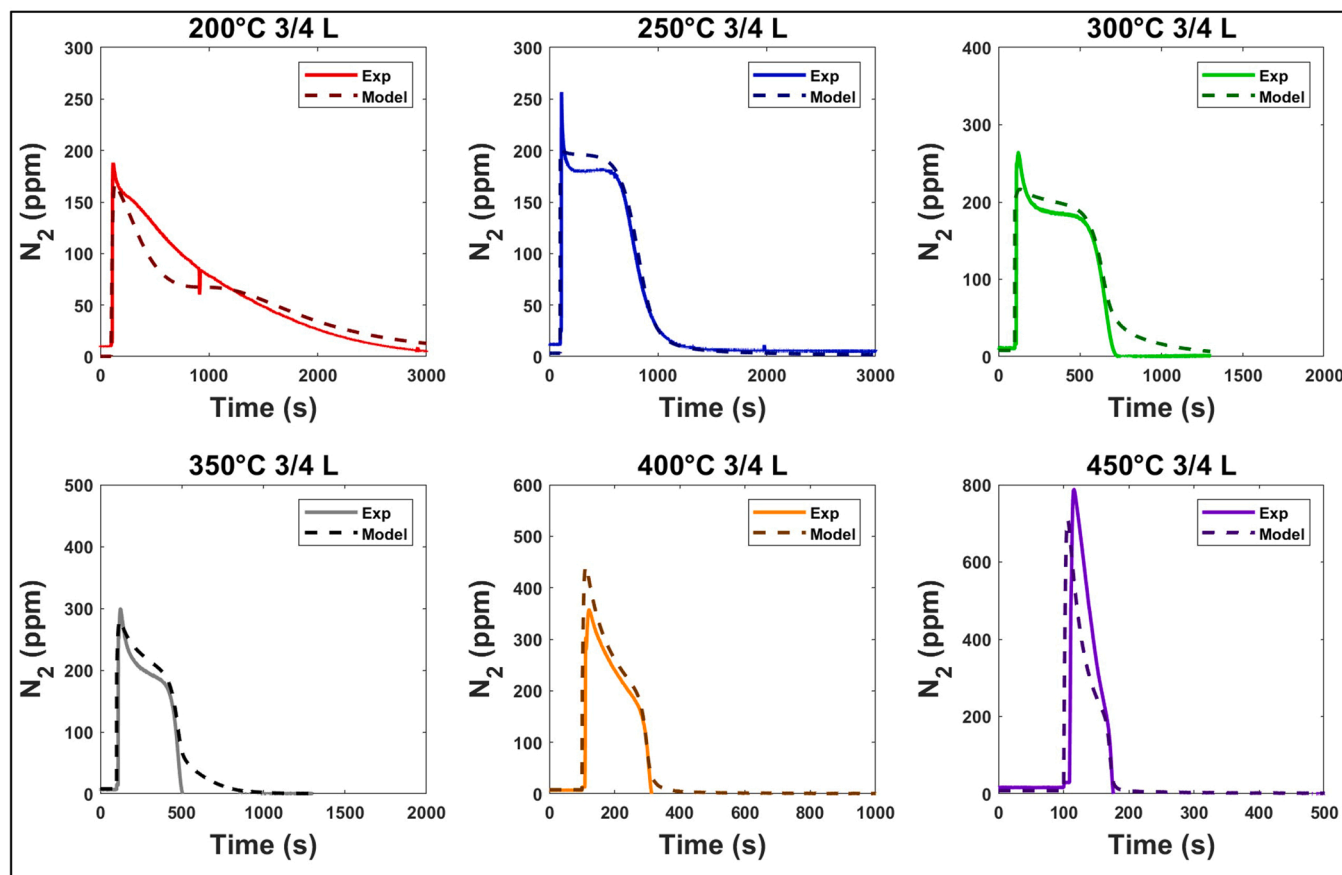 200°C 3/4 L
N2 (ppm)
300
250
200
150
100
50
0
Exp
Model
0
1000
2000
3000
Time (s)
250°C 3/4 L
N2 (ppm)
300
250
200
150
100
50
0
Exp
Model
0
1000
2000
3000
Time (s)
300°C 3/4 L
N2 (ppm)
400
300
200
100
0
Exp
Model
0
500
1000
1500
2000
Time (s)
350°C 3/4 L
N2 (ppm)
500
400
300
200
100
0
Exp
Model
0
500
1000
1500
2000
Time (s)
400°C 3/4 L
N2 (ppm)
600
500
400
300
200
100
0
Exp
Model
0
200
400
600
800
1000
Time (s)
450°C 3/4 L
N2 (ppm)
800
600
400
200
0
Exp
Model
0
100
200
300
400
500
Time (s)